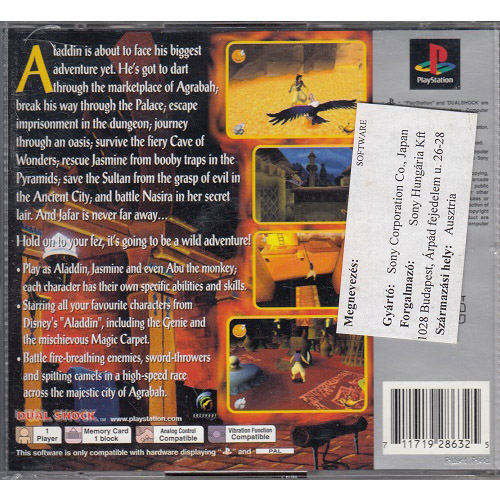 Aladdin is about to face his biggest
adventure yet. He's got to dart
through the marketplace of Agrabah;
break his way through the Palace; escape
imprisonment in the dungeon; journey
through an oasis; survive the fiery Cave of
Wonders; rescue Jasmine from booby traps in the
Pyramids; save the Sultan from the grasp of evil in
the Ancient City; and battle Nasira in her secret
lair. And Jafar is never far away...
Hold on to your fez, it's going to be a wild adventure!
• Play as Aladdin, Jasmine and even Abu the monkey;
each character has their own specific abilities and skills.
• Starring all your favourite characters from
Disney's "Aladdin", including the Genie and
the mischievous Magic Carpet.
• Battle fire-breathing enemies, sword-throwers
and spitting camels in a high-speed race
across the majestic city of Agrabah.
DUAL SHOCK
www.playstation.com
ARGONAUT
1
Player
Memory Card
1 block
Analog Control
Compatible
Vibration Function
Compatible
This software is only compatible with hardware displaying
and
PAL
PlayStation
"PlayStation" and "DUALSHOCK" are
SOFTWARE
Megnevezés:
Gyártó: Sony Corporation Co., Japan
Forgalmazó: Sony Hungária Kft
1028 Budapest, Árpád fejedelem u. 26-28
Származási hely: Ausztria
7 11719 28632 5